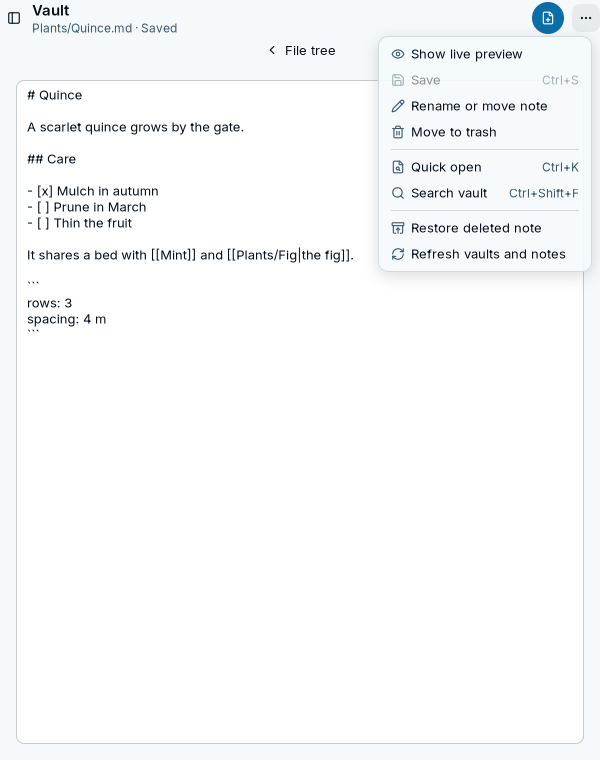 Vault
Plants/Quince.md · Saved
File tree
Show live preview
Save Ctrl+S
Rename or move note
Move to trash
Quick open Ctrl+K
Search vault Ctrl+Shift+F
Restore deleted note
Refresh vaults and notes
# Quince
A scarlet quince grows by the gate.
## Care
- [x] Mulch in autumn
- [ ] Prune in March
- [ ] Thin the fruit
It shares a bed with [[Mint]] and [[Plants/Fig|the fig]].
```
rows: 3
spacing: 4 m
```